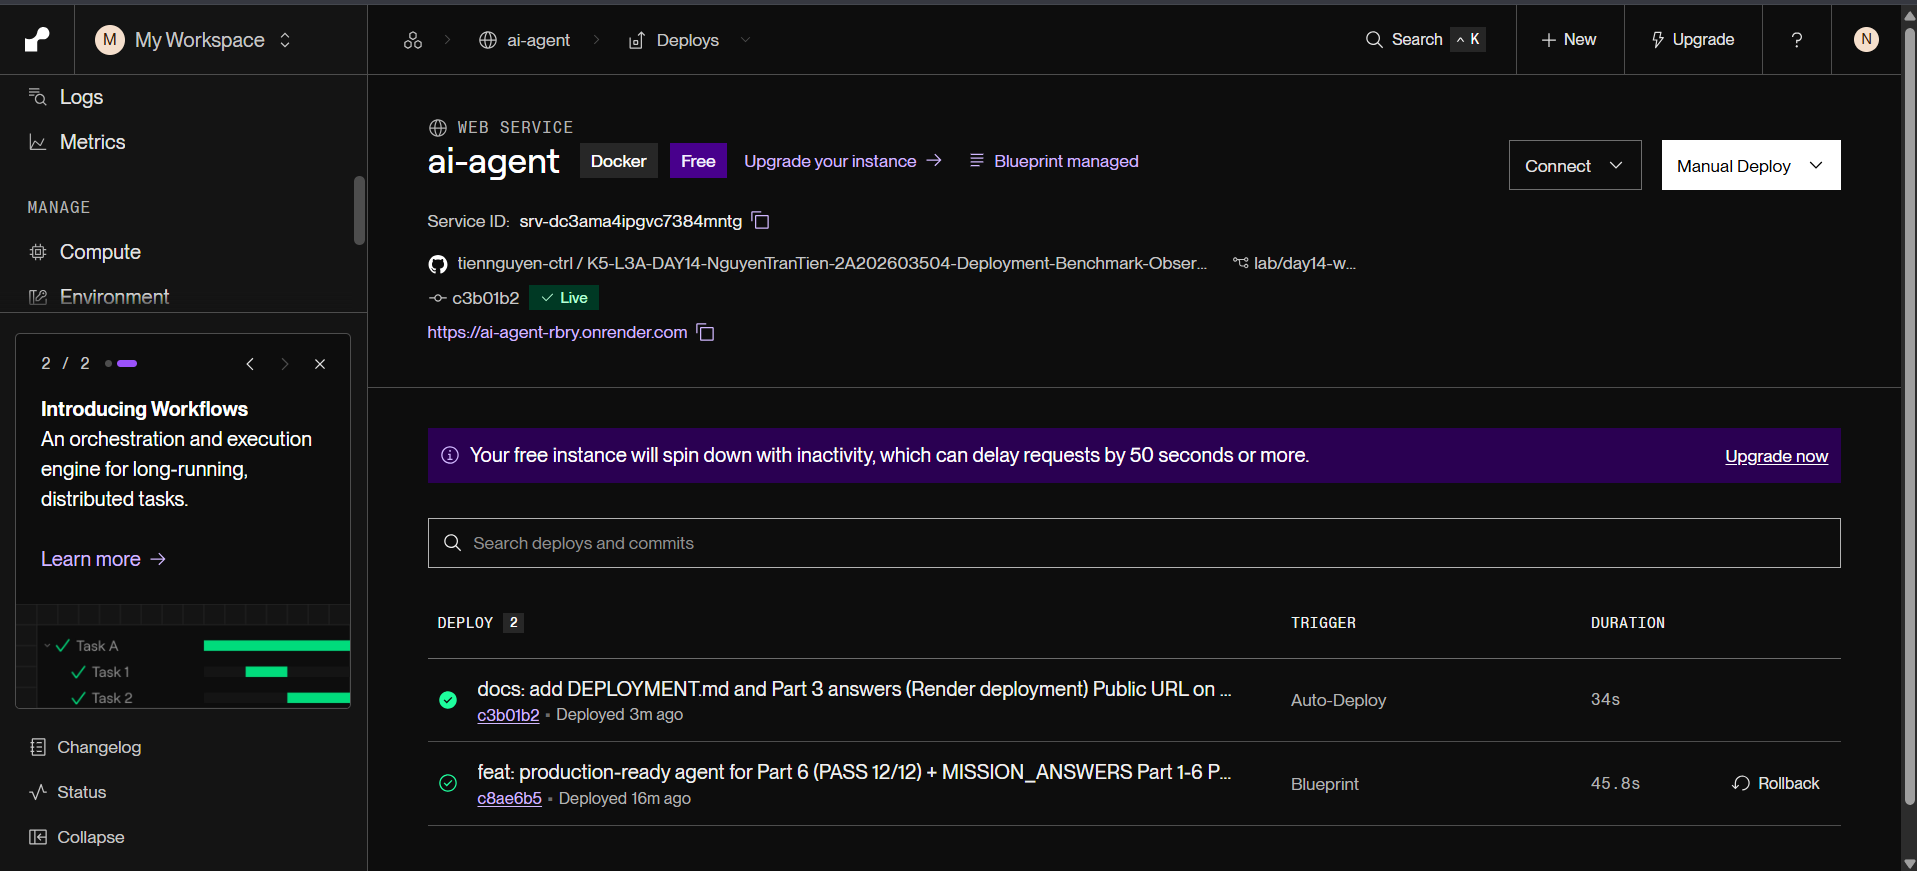 M My Workspace
ai-agent
Deploys
Search ^ K
+ New
Upgrade
?
N
Logs
Metrics
MANAGE
Compute
Environment
2 / 2
Introducing Workflows
An orchestration and execution
engine for long-running,
distributed tasks.
Learn more →
Task A
Task 1
Task 2
Changelog
Status
Collapse
WEB SERVICE
ai-agent Docker Free Upgrade your instance → Blueprint managed
Connect
Manual Deploy
Service ID: srv-dc3ama4ipgvc7384mntg
tiennguyen-ctrl / K5-L3A-DAY14-NguyenTranTien-2A202603504-Deployment-Benchmark-Obser... lab/day14-w...
c3b01b2 Live
https://ai-agent-rbry.onrender.com
Your free instance will spin down with inactivity, which can delay requests by 50 seconds or more.
Upgrade now
Search deploys and commits
DEPLOY 2 TRIGGER DURATION
docs: add DEPLOYMENT.md and Part 3 answers (Render deployment) Public URL on ...
c3b01b2 • Deployed 3m ago
Auto-Deploy
34s
feat: production-ready agent for Part 6 (PASS 12/12) + MISSION_ANSWERS Part 1-6 P...
c8ae6b5 • Deployed 16m ago
Blueprint
45.8s
Rollback